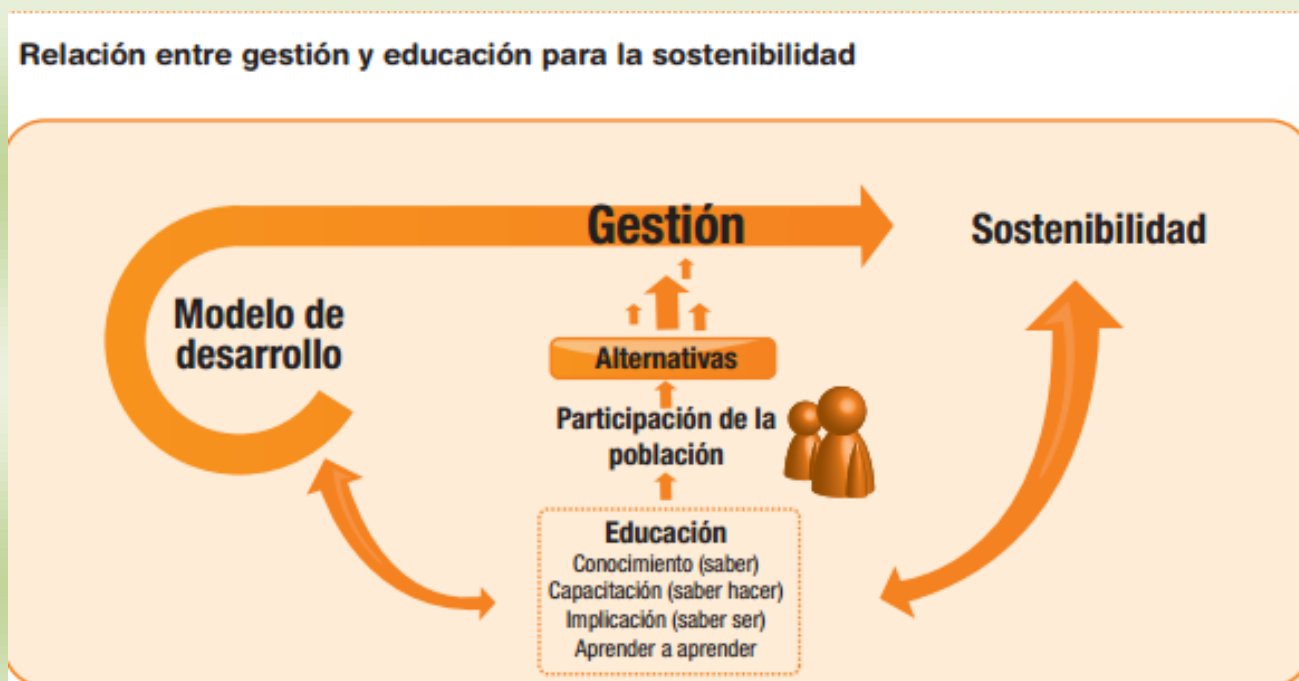 Relación entre gestión y educación para la sostenibilidad
Gestión
Sostenibilidad
Modelo de
desarrollo
Alternativas
Participación de la
población
Educación
Conocimiento (saber)
Capacitación (saber hacer)
Implicación (saber ser)
Aprender a aprender